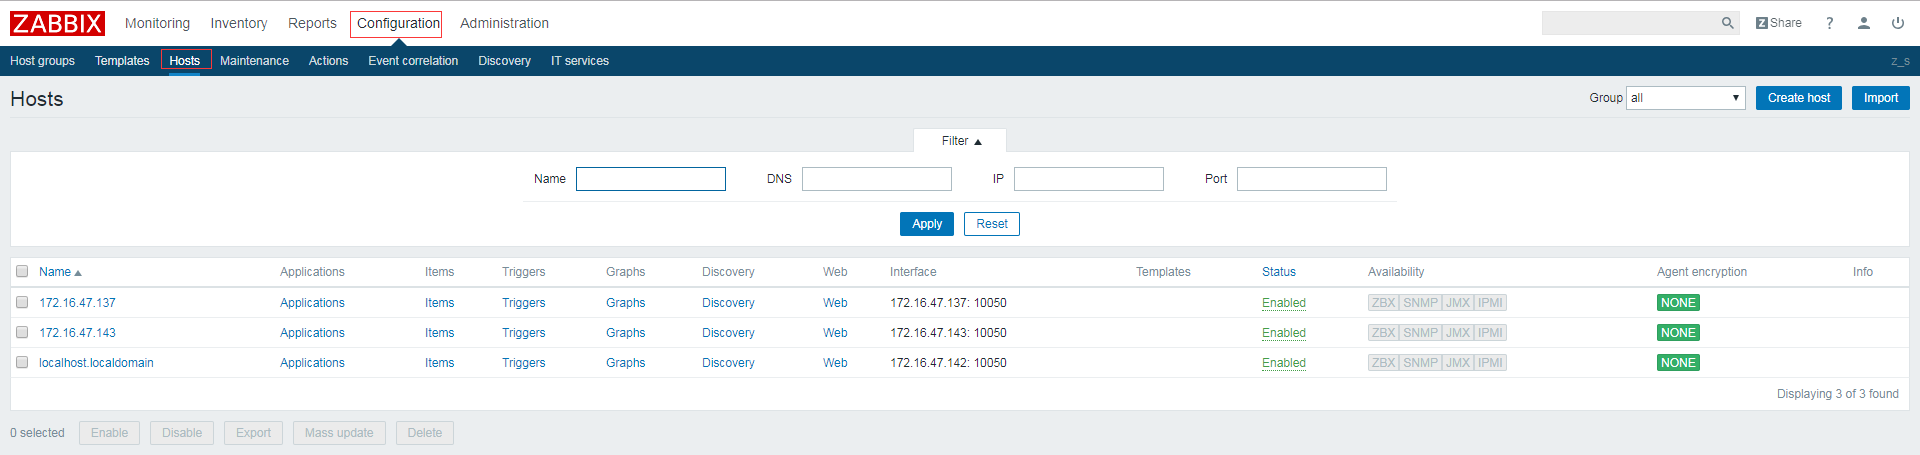 ZABBIX Monitoring Inventory Reports Configuration Administration Z Share ?
Host groups Templates Hosts Maintenance Actions Event correlation Discovery IT services z_s
Hosts Group all Create host Import
Filter
Name DNS IP Port
Apply Reset
Name Applications Items Triggers Graphs Discovery Web Interface Templates Status Availability Agent encryption Info
172.16.47.137 Applications Items Triggers Graphs Discovery Web 172.16.47.137: 10050 Enabled ZBX SNMP JMX IPMI NONE
172.16.47.143 Applications Items Triggers Graphs Discovery Web 172.16.47.143: 10050 Enabled ZBX SNMP JMX IPMI NONE
localhost.localdomain Applications Items Triggers Graphs Discovery Web 172.16.47.142: 10050 Enabled ZBX SNMP JMX IPMI NONE
Displaying 3 of 3 found
0 selected Enable Disable Export Mass update Delete